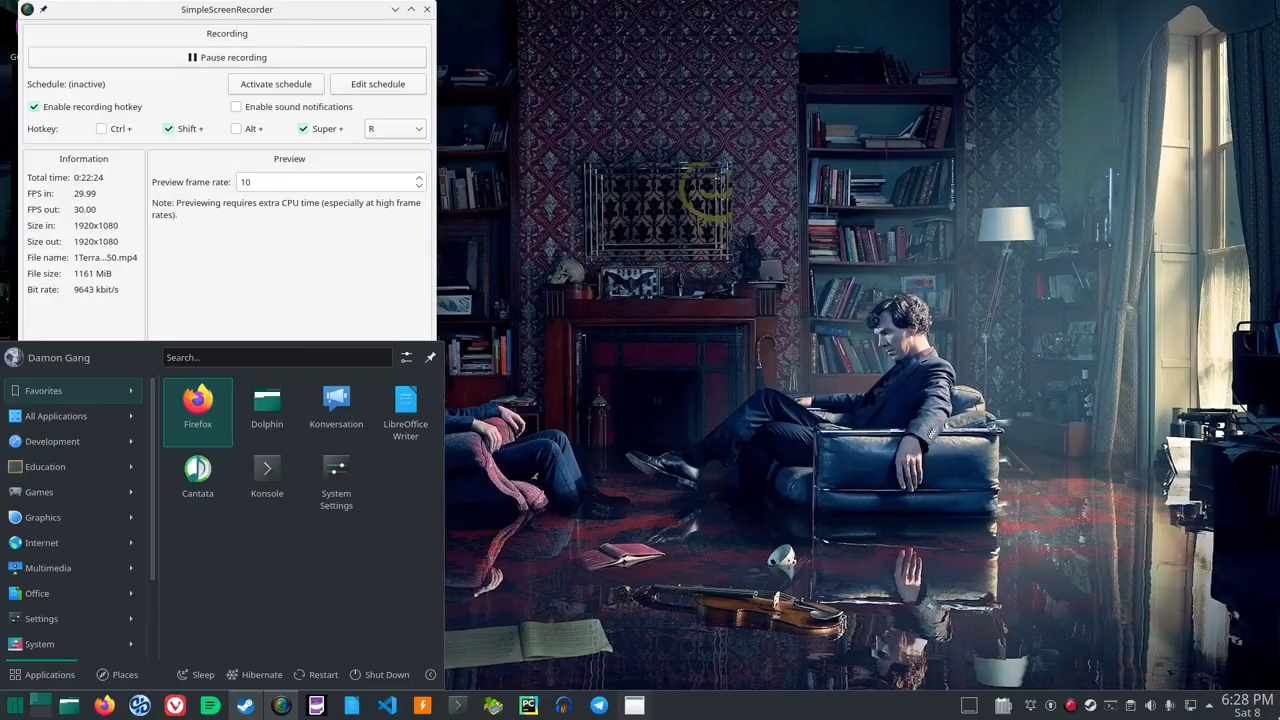 SimpleScreenRecorder
Recording
Pause recording
Schedule: (inactive)
Activate schedule
Edit schedule
Enable recording hotkey
Enable sound notifications
Hotkey:
Ctrl +
Shift +
Alt +
Super +
R
Information
Total time: 0:22:24
FPS in: 29.99
FPS out: 30.00
Size in: 1920x1080
Size out: 1920x1080
File name: 1Terra...50.mp4
File size: 1161 MiB
Bit rate: 9643 kbit/s
Preview
Preview frame rate: 10
Note: Previewing requires extra CPU time (especially at high frame
rates).
Damon Gang
Search...
Favorites
All Applications
Development
Education
Games
Graphics
Internet
Multimedia
Office
Settings
System
Firefox
Dolphin
Konversation
LibreOffice
Writer
Cantata
Konsole
System
Settings
Applications
Places
Sleep
Hibernate
Restart
Shut Down
6:28 PM
Sat 8